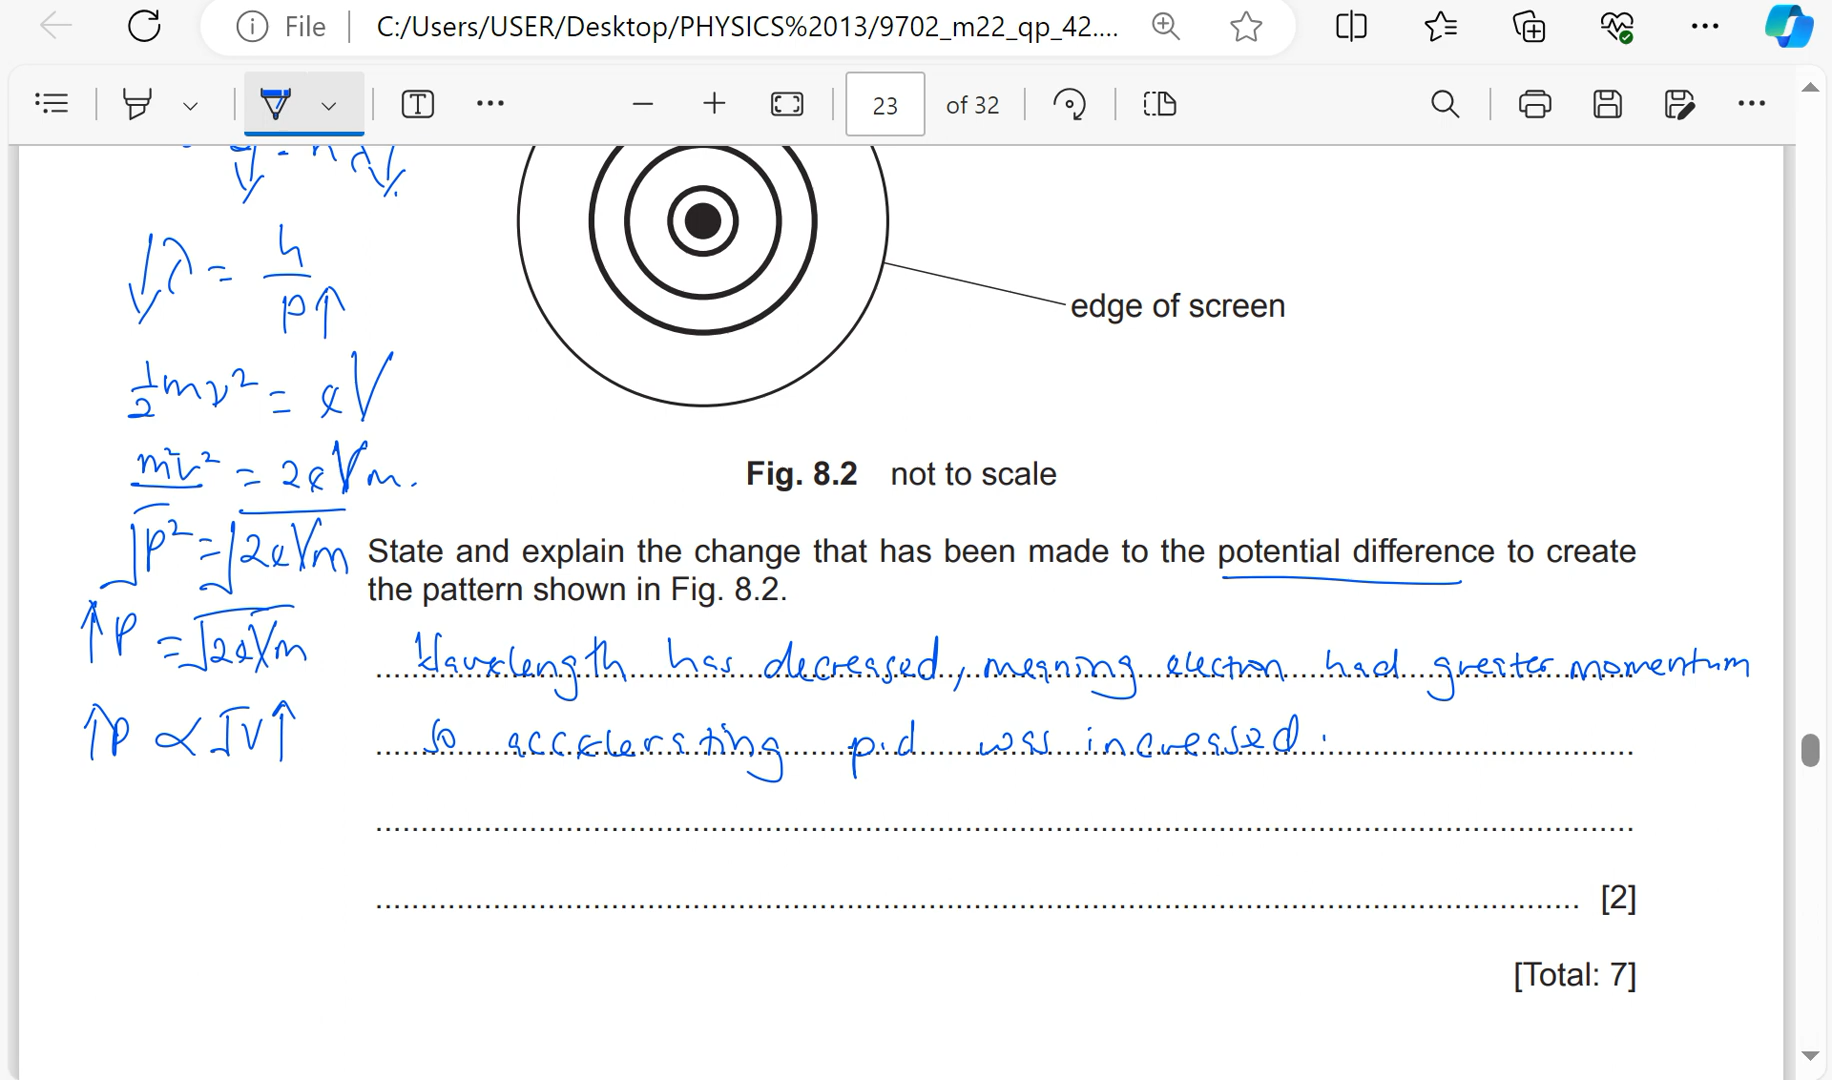 File C:/Users/USER/Desktop/PHYSICS%2013/9702_m22_qp_42....
23 of 32
λ = h / p↑
edge of screen
½mv² = eV
m²v² = 2eVm.
Fig. 8.2 not to scale
√p² = √2eVm
State and explain the change that has been made to the potential difference to create
the pattern shown in Fig. 8.2.
↑p = √2eVm
Wavelength has decreased, meaning electron had greater momentum
↑p ∝ √V↑
so accelerating p.d was increased.
[2]
[Total: 7]